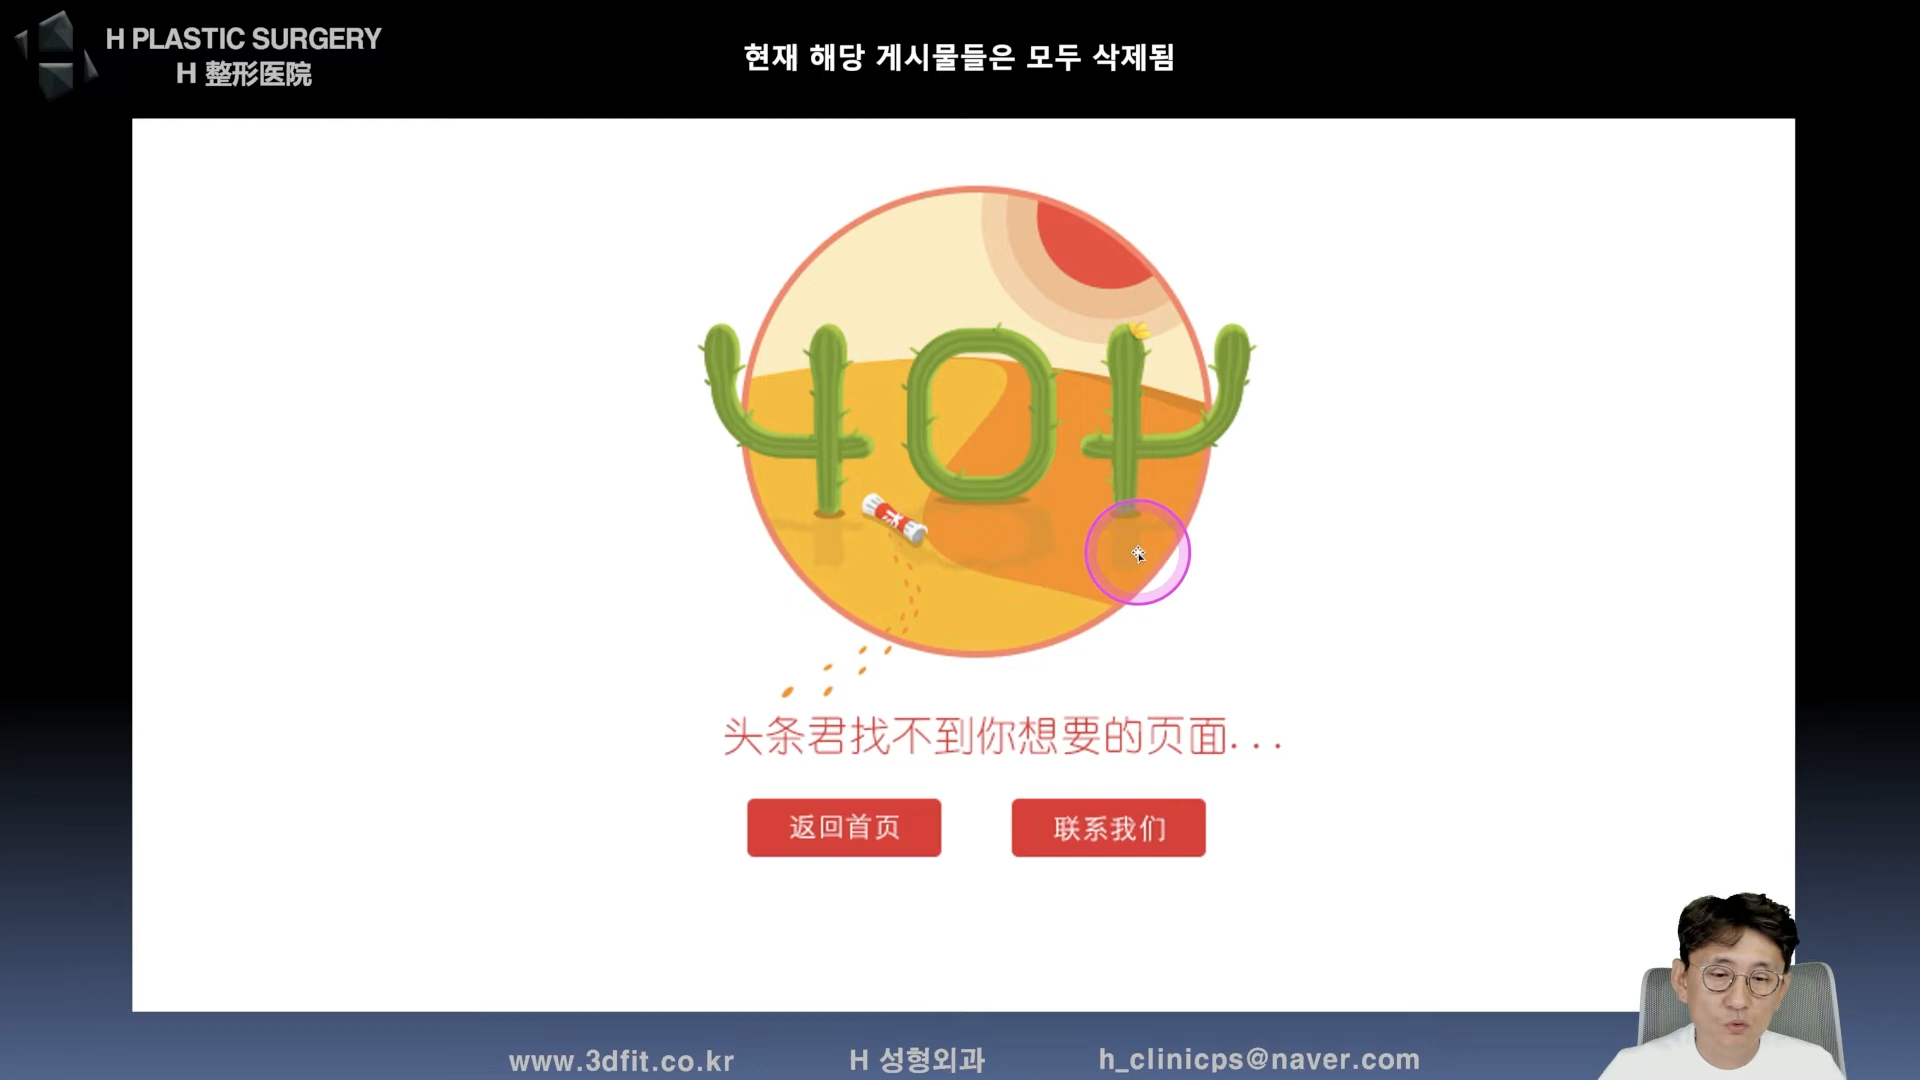 H PLASTIC SURGERY
H 整形医院
현재 해당 게시물들은 모두 삭제됨
404
头条君找不到你想要的页面...
返回首页
联系我们
www.3dfit.co.kr
H 성형외과
h_clinicps@naver.com